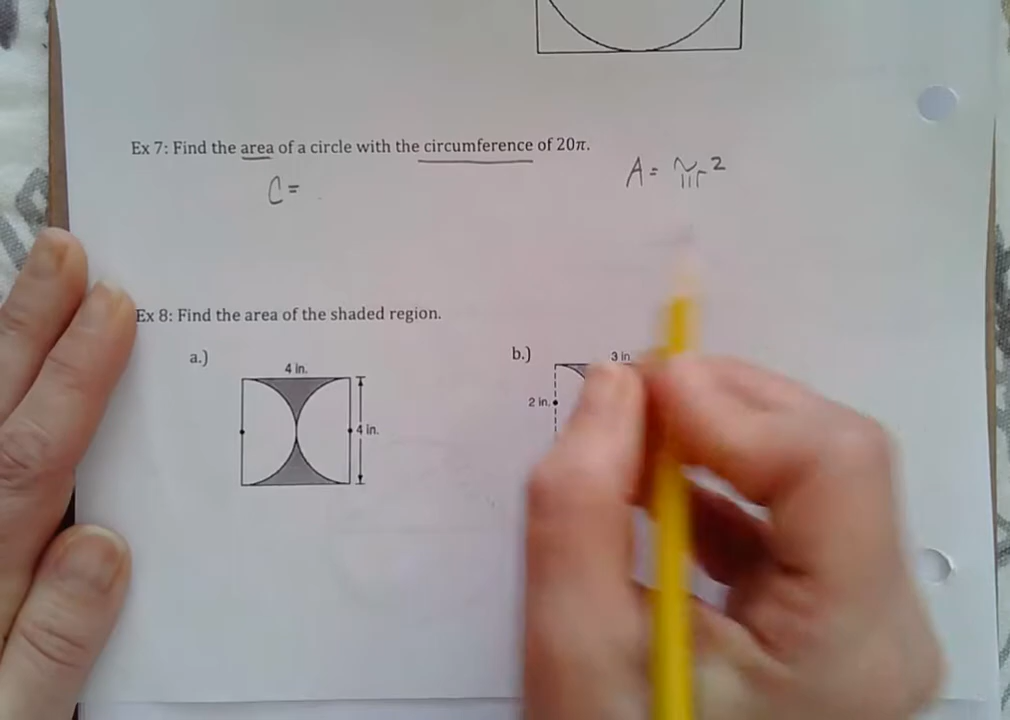 Ex 7: Find the area of a circle with the circumference of 20π.
C =
A = πr²
Ex 8: Find the area of the shaded region.
a.)
4 in.
4 in.
b.)
3 in
2 in.